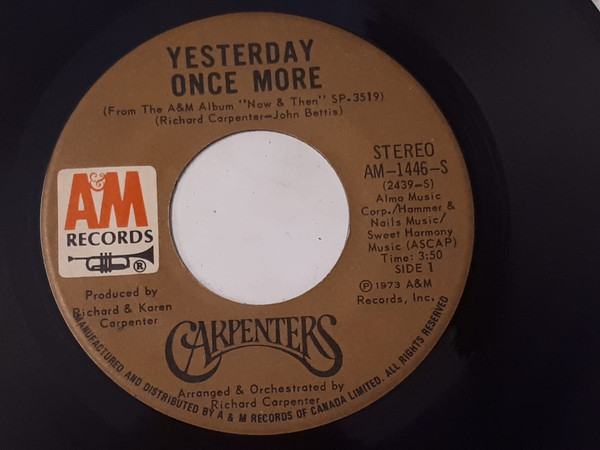 YESTERDAY
ONCE MORE
(From The A&M Album "Now & Then" SP-3519)
(Richard Carpenter-John Bettis)
STEREO
AM-1446-S
(2439-S)
Alma Music
Corp./Hammer &
Nails Music/
Sweet Harmony
Music (ASCAP)
Time: 3:50
SIDE 1
℗ 1973 A&M
Records, Inc.
A&M
RECORDS
®
Produced by
Richard & Karen
Carpenter
CARPENTERS
Arranged & Orchestrated by
Richard Carpenter
MANUFACTURED AND DISTRIBUTED BY A & M RECORDS OF CANADA LIMITED. ALL RIGHTS RESERVED